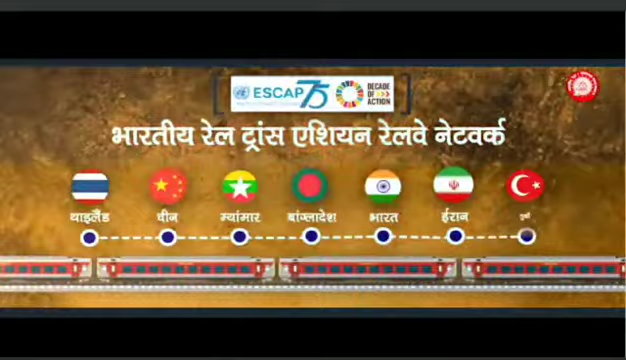 ESCAP 75
DECADE
OF
ACTION
भारतीय रेल ट्रांस एशियन रेलवे नेटवर्क
थाइलैंड
चीन
म्यांमार
बांग्लादेश
भारत
ईरान